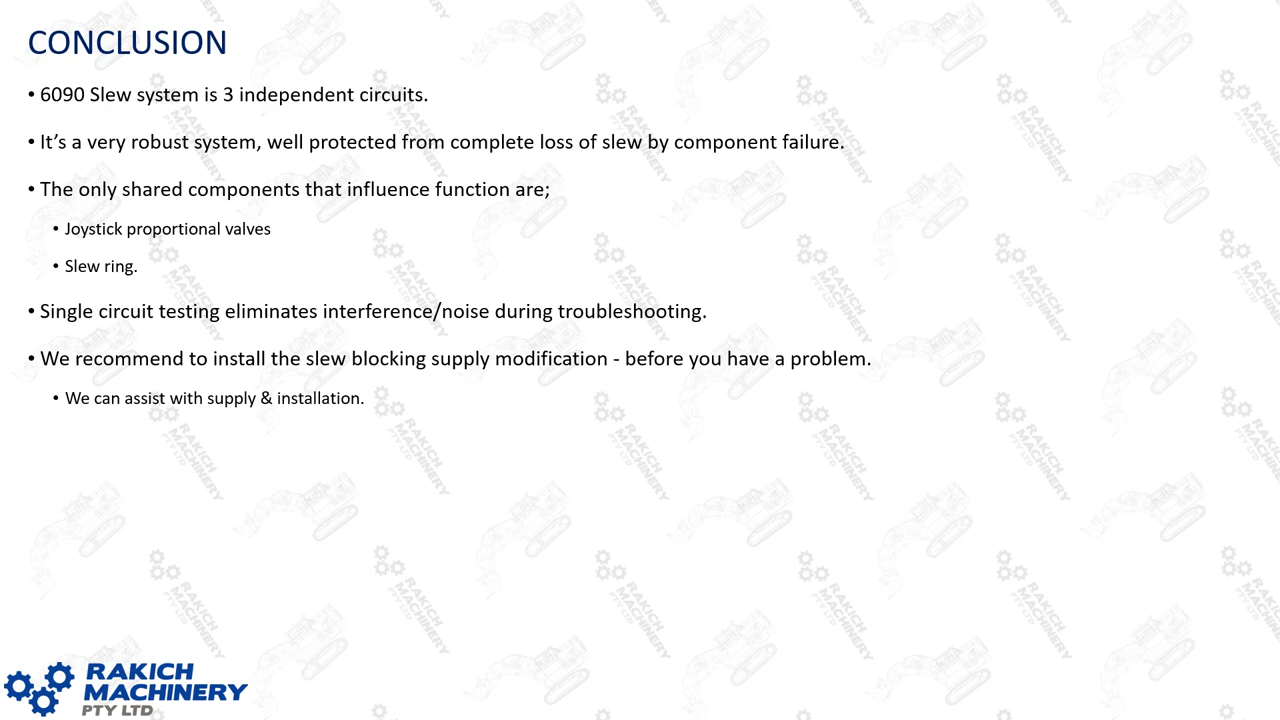 CONCLUSION
• 6090 Slew system is 3 independent circuits.
• It’s a very robust system, well protected from complete loss of slew by component failure.
• The only shared components that influence function are;
• Joystick proportional valves
• Slew ring.
• Single circuit testing eliminates interference/noise during troubleshooting.
• We recommend to install the slew blocking supply modification - before you have a problem.
• We can assist with supply & installation.
RAKICH
MACHINERY
PTY LTD